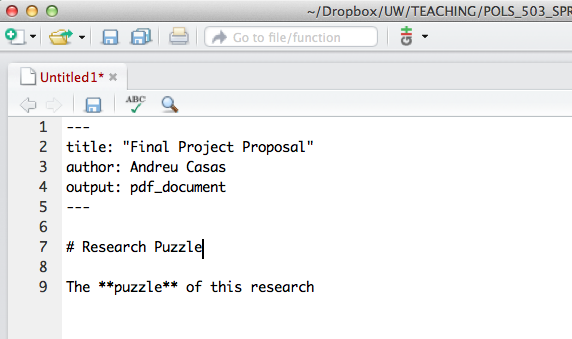 ~/Dropbox/UW/TEACHING/POLS_503_SPR
Go to file/function
Untitled1*
ABC
1 ---
2 title: "Final Project Proposal"
3 author: Andreu Casas
4 output: pdf_document
5 ---
6
7 # Research Puzzle
8
9 The **puzzle** of this research